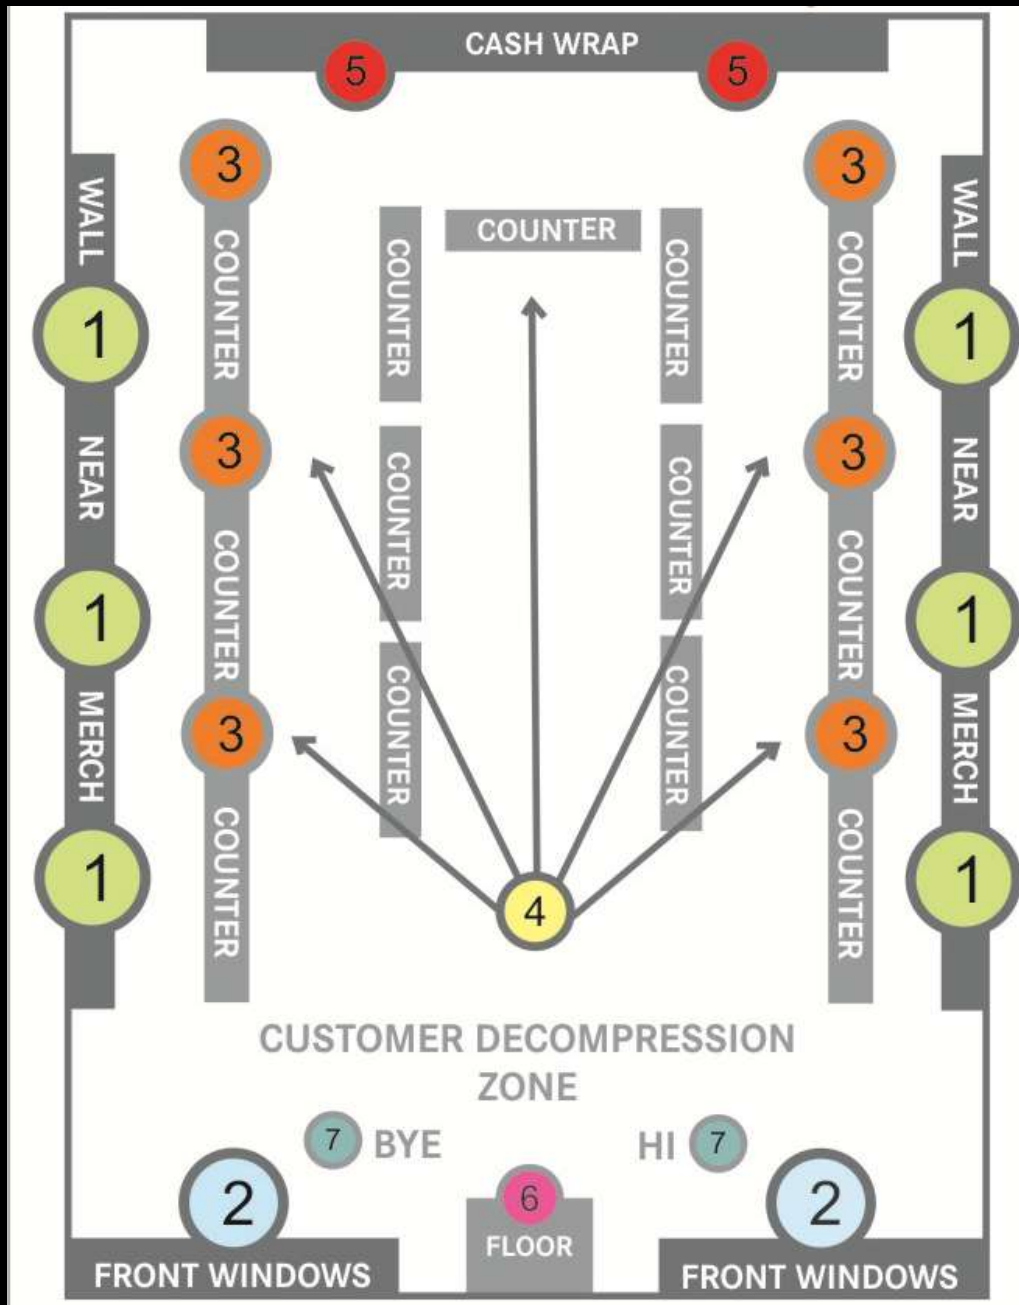 CASH WRAP
5
5
3
3
WALL
WALL
COUNTER
COUNTER
COUNTER
COUNTER
COUNTER
1
1
3
3
NEAR
NEAR
COUNTER
COUNTER
COUNTER
COUNTER
1
1
3
3
MERCH
MERCH
COUNTER
COUNTER
COUNTER
COUNTER
1
1
4
CUSTOMER DECOMPRESSION
ZONE
7 BYE
HI 7
2
2
6
FLOOR
FRONT WINDOWS
FRONT WINDOWS